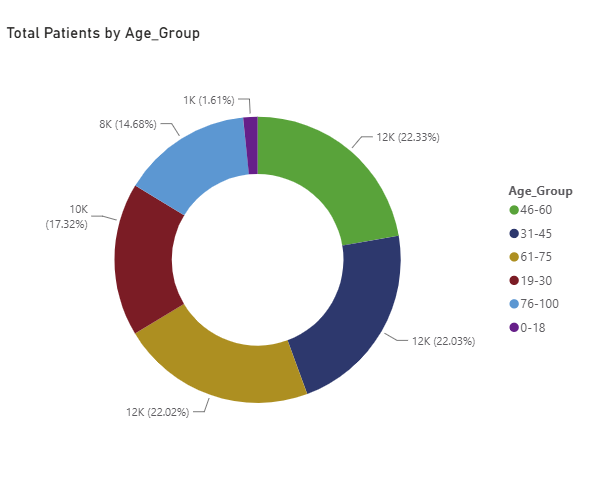 Total Patients by Age_Group
1K (1.61%)
8K (14.68%)
12K (22.33%)
10K
(17.32%)
12K (22.03%)
12K (22.02%)
Age_Group
46-60
31-45
61-75
19-30
76-100
0-18